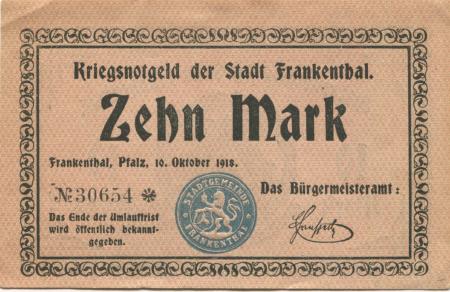 Kriegsnotgeld der Stadt Frankenthal.
Zehn Mark
Frankenthal, Pfalz, 10. Oktober 1918.
№ 30654 *
Das Bürgermeisteramt:
Das Ende der Umlauffrist
wird öffentlich bekannt-
gegeben.
STADTGEMEINDE
FRANKENTHAL